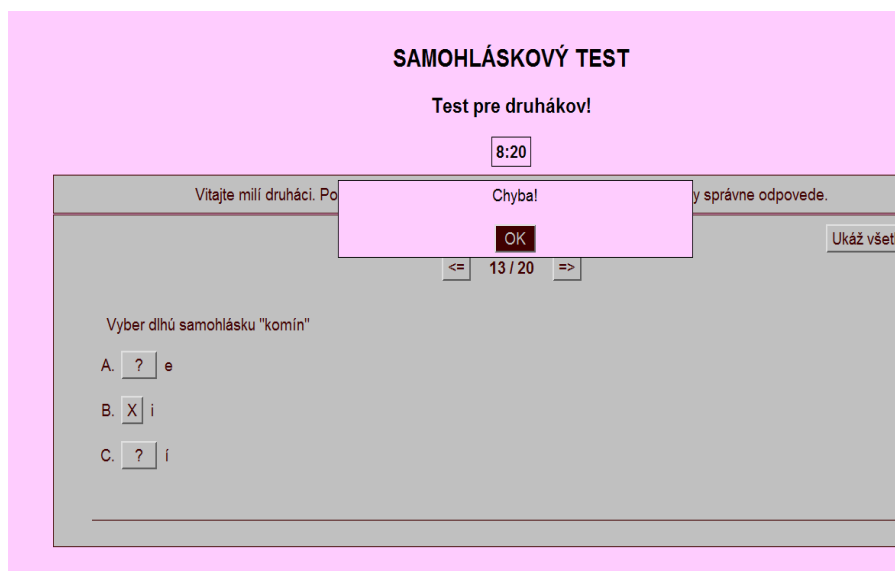 SAMOHLÁSKOVÝ TEST
Test pre druhákov!
8:20
Vitajte milí druháci. Po
Chyba!
y správne odpovede.
OK
Ukáž všet
<= 13 / 20 =>
Vyber dlhú samohlásku "komín"
A. ? e
B. X i
C. ? í